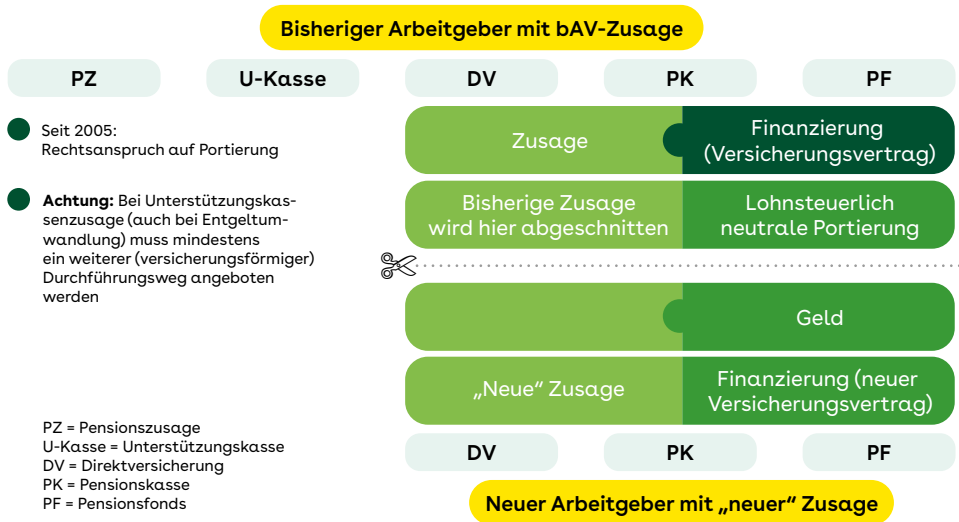 Bisheriger Arbeitgeber mit bAV-Zusage
PZ
U-Kasse
DV
PK
PF
Seit 2005:
Rechtsanspruch auf Portierung
Achtung: Bei Unterstützungskas-
senzusage (auch bei Entgeltum-
wandlung) muss mindestens
ein weiterer (versicherungsförmiger)
Durchführungsweg angeboten
werden
Zusage
Finanzierung
(Versicherungsvertrag)
Bisherige Zusage
wird hier abgeschnitten
Lohnsteuerlich
neutrale Portierung
Geld
„Neue“ Zusage
Finanzierung (neuer
Versicherungsvertrag)
PZ = Pensionszusage
U-Kasse = Unterstützungskasse
DV = Direktversicherung
PK = Pensionskasse
PF = Pensionsfonds
DV
PK
PF
Neuer Arbeitgeber mit „neuer“ Zusage